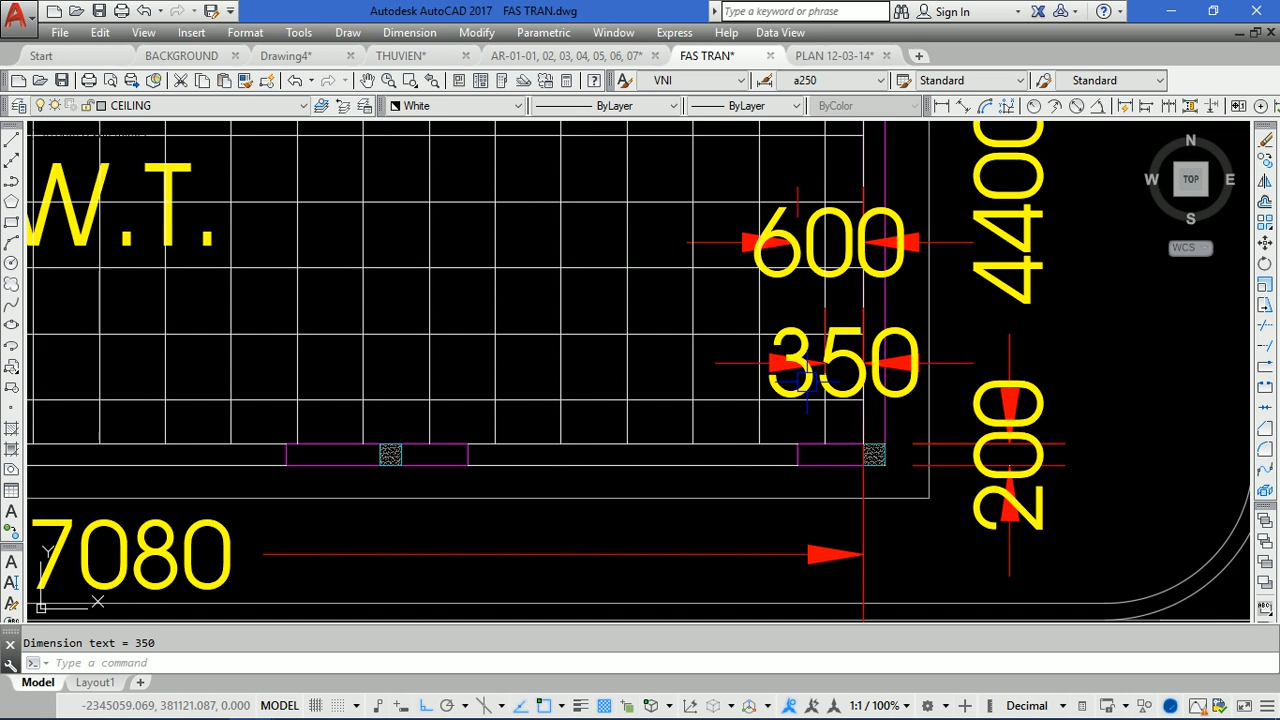 Autodesk AutoCAD 2017 FAS TRAN.dwg
Type a keyword or phrase
Sign In
File Edit View Insert Format Tools Draw Dimension Modify Parametric Window Express Help Data View
Start BACKGROUND Drawing4* THUVIEN* AR-01-01, 02, 03, 04, 05, 06, 07* FAS TRAN* PLAN 12-03-14*
VNI a250 Standard Standard
CEILING White ByLayer ByLayer ByColor
W.T.
600
4400
350
200
7080
N
W TOP E
S
WCS
Y
X
Dimension text = 350
Type a command
Model Layout1
-2345059.069, 381121.087, 0.000 MODEL 1:1 / 100% Decimal